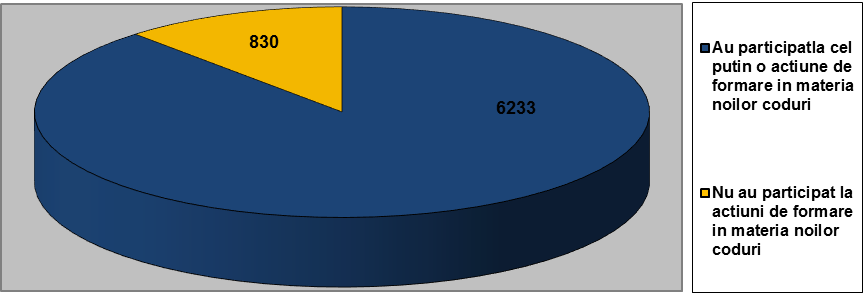 830
6233
Au participatla cel
putin o actiune de
formare in materia
noilor coduri
Nu au participat la
actiuni de formare
in materia noilor
coduri